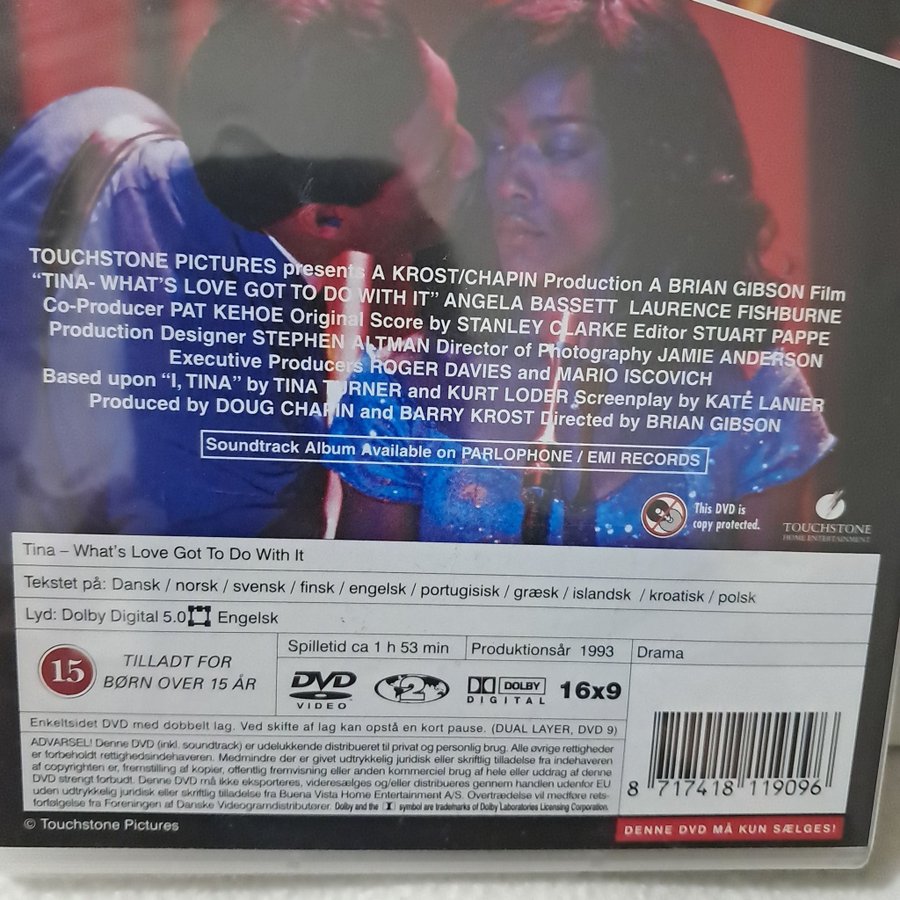 TOUCHSTONE PICTURES presents A KROST/CHAPIN Production A BRIAN GIBSON Film
"TINA- WHAT'S LOVE GOT TO DO WITH IT" ANGELA BASSETT LAURENCE FISHBURNE
Co-Producer PAT KEHOE Original Score by STANLEY CLARKE Editor STUART PAPPE
Production Designer STEPHEN ALTMAN Director of Photography JAMIE ANDERSON
Executive Producers ROGER DAVIES and MARIO ISCOVICH
Based upon "I, TINA" by TINA TURNER and KURT LODER Screenplay by KATE LANIER
Produced by DOUG CHAPIN and BARRY KROST Directed by BRIAN GIBSON
Soundtrack Album Available on PARLOPHONE / EMI RECORDS
This DVD is
copy protected.
TOUCHSTONE
HOME ENTERTAINMENT
Tina – What's Love Got To Do With It
Tekstet på: Dansk / norsk / svensk / finsk / engelsk / portugisisk / græsk / islandsk / kroatisk / polsk
Lyd: Dolby Digital 5.0 Engelsk
Spilletid ca 1 h 53 min
Produktionsår 1993
Drama
15
TILLADT FOR
BØRN OVER 15 ÅR
DVD
VIDEO
2
DOLBY
DIGITAL
16x9
Enkeltsidet DVD med dobbelt lag. Ved skifte af lag kan opstå en kort pause. (DUAL LAYER, DVD 9)
ADVARSEL! Denne DVD (inkl. soundtrack) er udelukkende distribueret til privat og personlig brug. Alle øvrige rettigheder
er forbeholdt rettighedsindehaveren. Medmindre der er givet udtrykkelig juridisk eller skriftlig tilladelse fra indehaveren
af copyrighten er, fremstilling af kopier, offentlig fremvisning eller anden kommerciel brug af hele eller uddrag af denne
DVD strengt forbudt. Denne DVD må ikke eksporteres, videresælges og/eller distribueres gennem handlen udenfor EU
uden udtrykkelig juridisk eller skriftlig tilladelse fra Buena Vista Home Entertainment A/S. Overtrædelse vil medføre rets-
forfølgelse fra Foreningen af Danske Videogramdistributører. Dolby and the symbol are trademarks of Dolby Laboratories Licensing Corporation.
8 717418 119096
© Touchstone Pictures
DENNE DVD MÅ KUN SÆLGES!